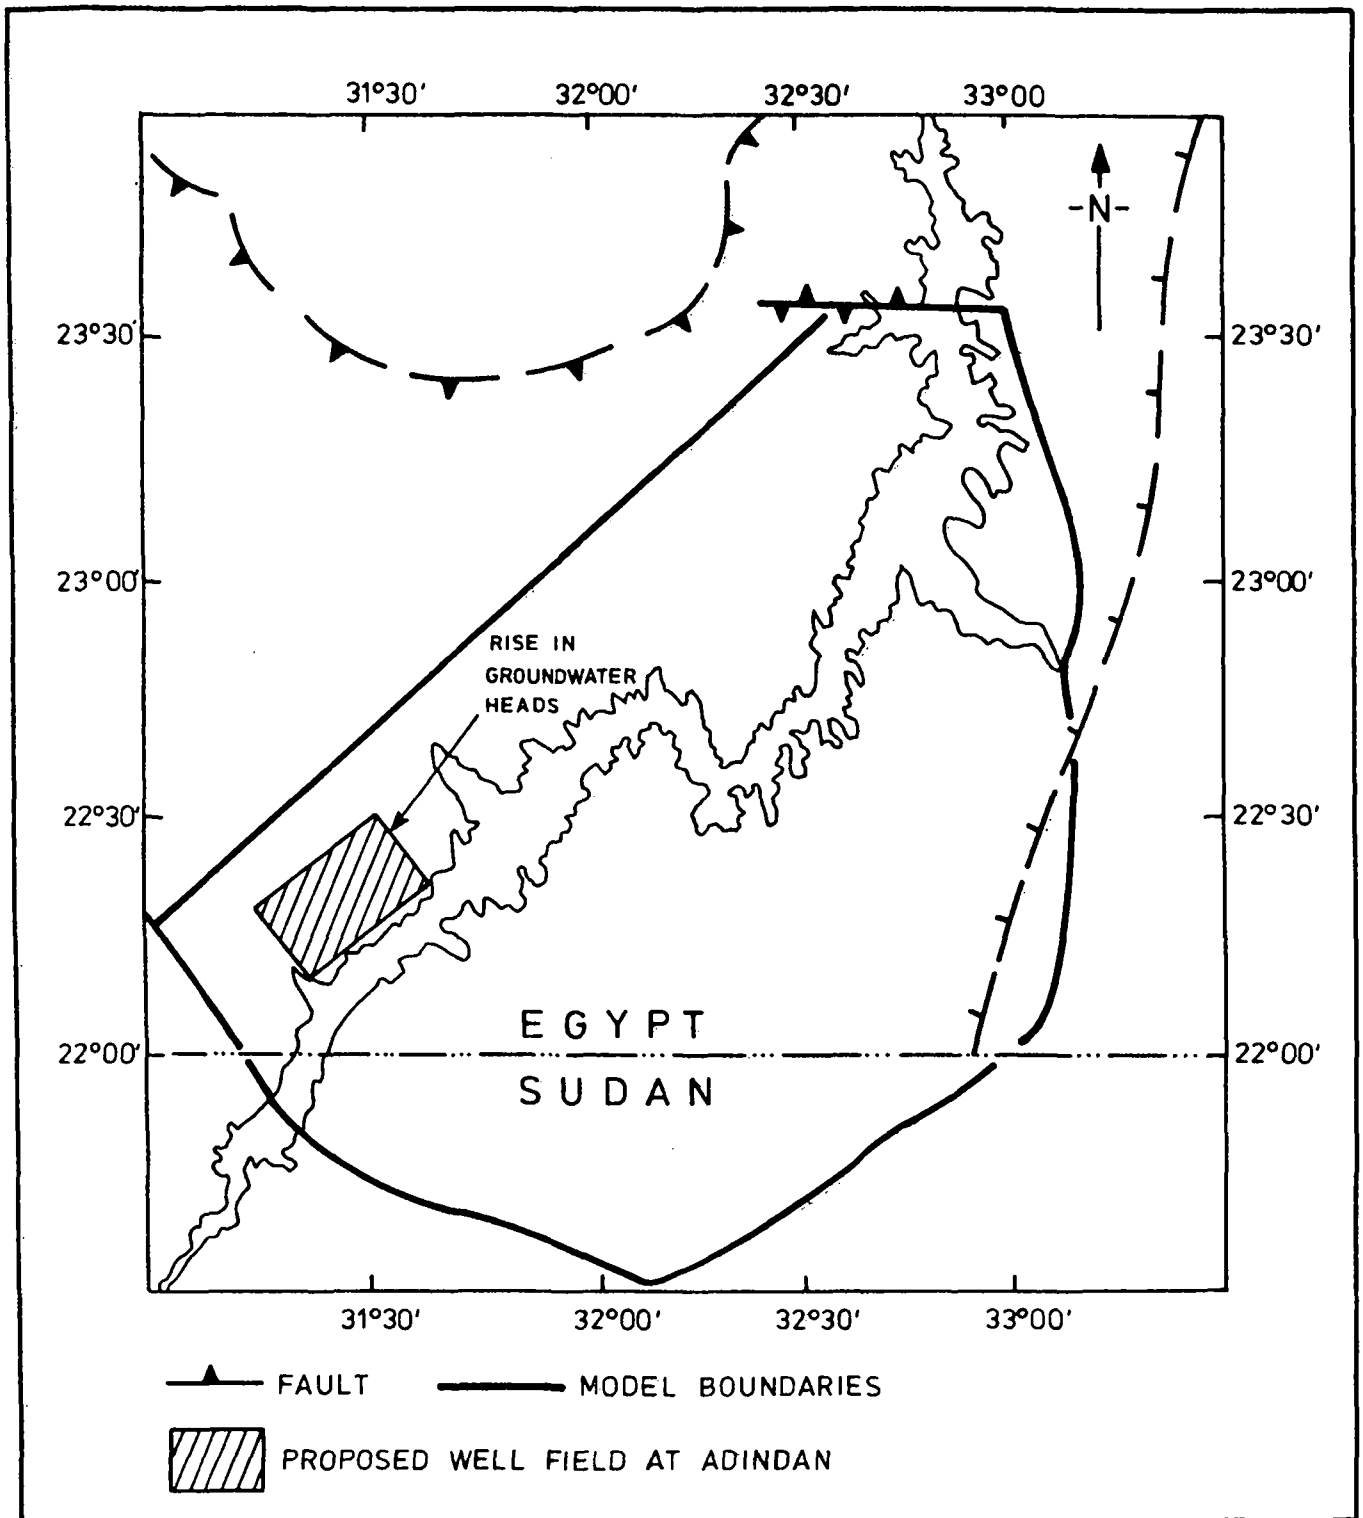 31°30' 32°00' 32°30' 33°00
-N-
23°30' 23°30'
23°00' 23°00'
RISE IN
GROUNDWATER
HEADS
22°30' 22°30'
EGYPT
22°00' 22°00'
SUDAN
31°30' 32°00' 32°30' 33°00'
FAULT MODEL BOUNDARIES
PROPOSED WELL FIELD AT ADINDAN